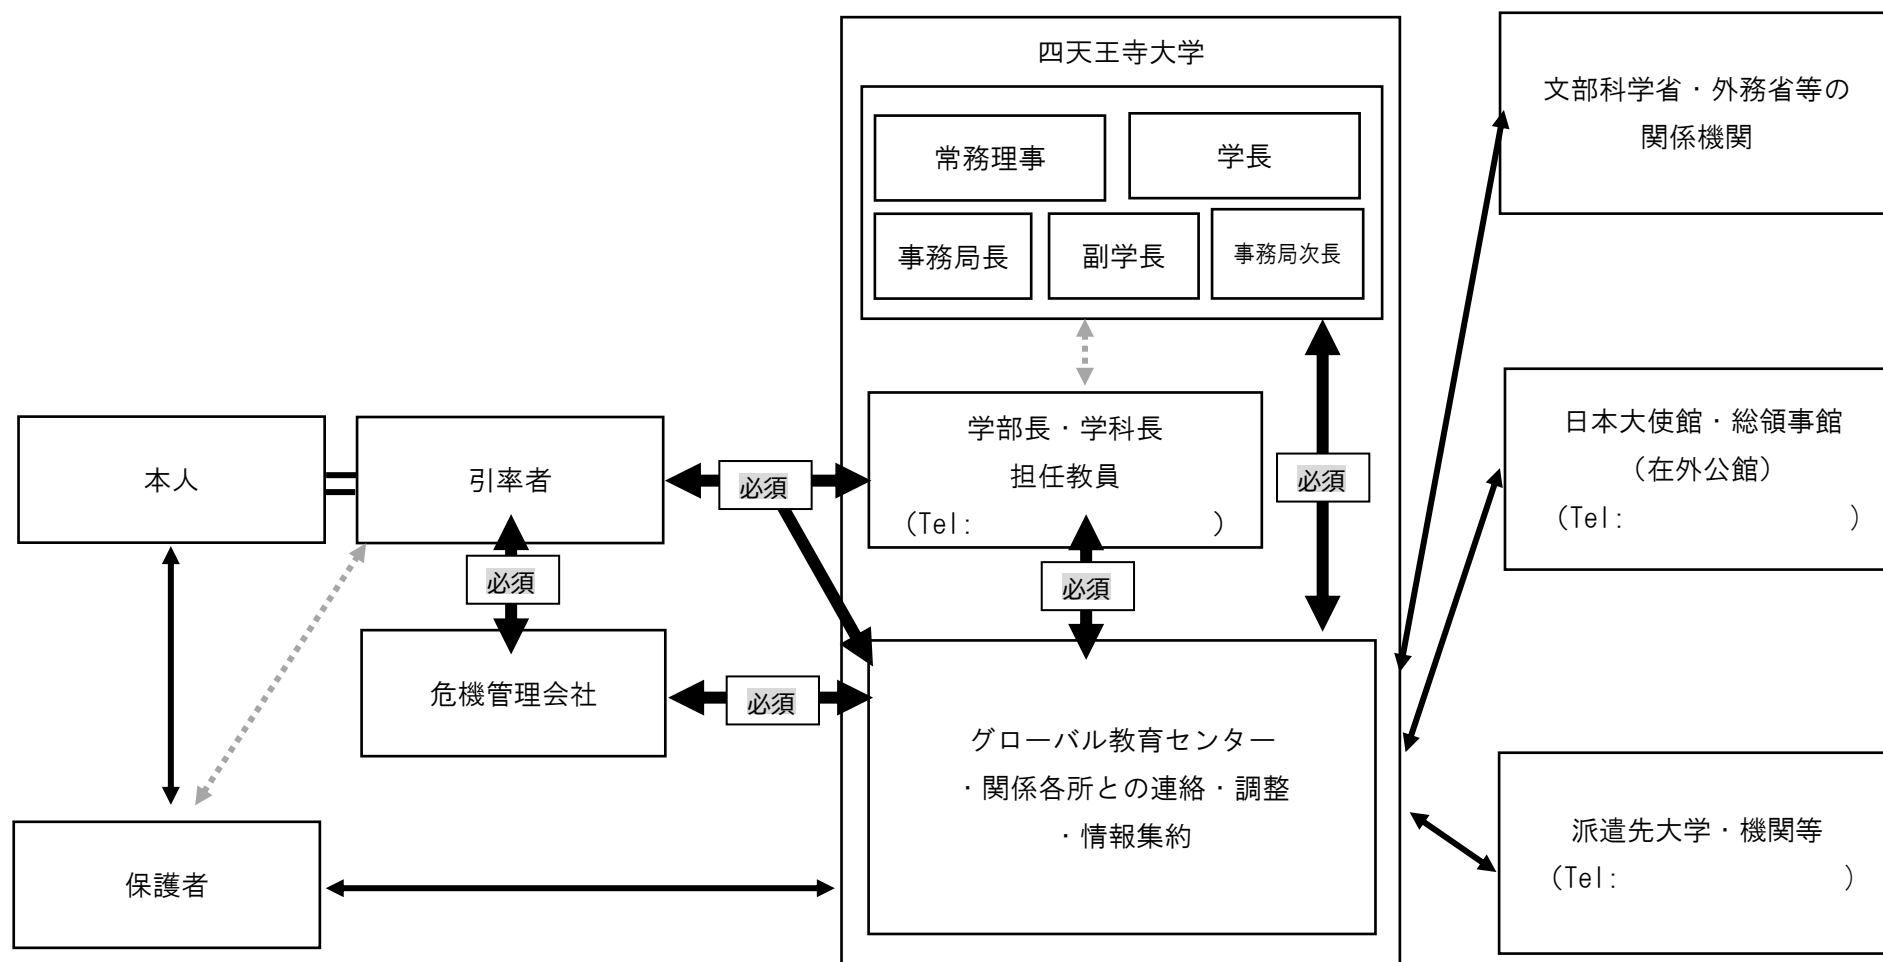 四天王寺大学
常務理事
学長
事務局長
副学長
事務局次長
文部科学省・外務省等の
関係機関
学部長・学科長
担任教員
（Tel:　　　　　　　　）
必須
日本大使館・総領事館
（在外公館）
（Tel:　　　　　　　　）
本人
引率者
必須
必須
必須
危機管理会社
必須
グローバル教育センター
・関係各所との連絡・調整
・情報集約
保護者
派遣先大学・機関等
（Tel:　　　　　　　　）